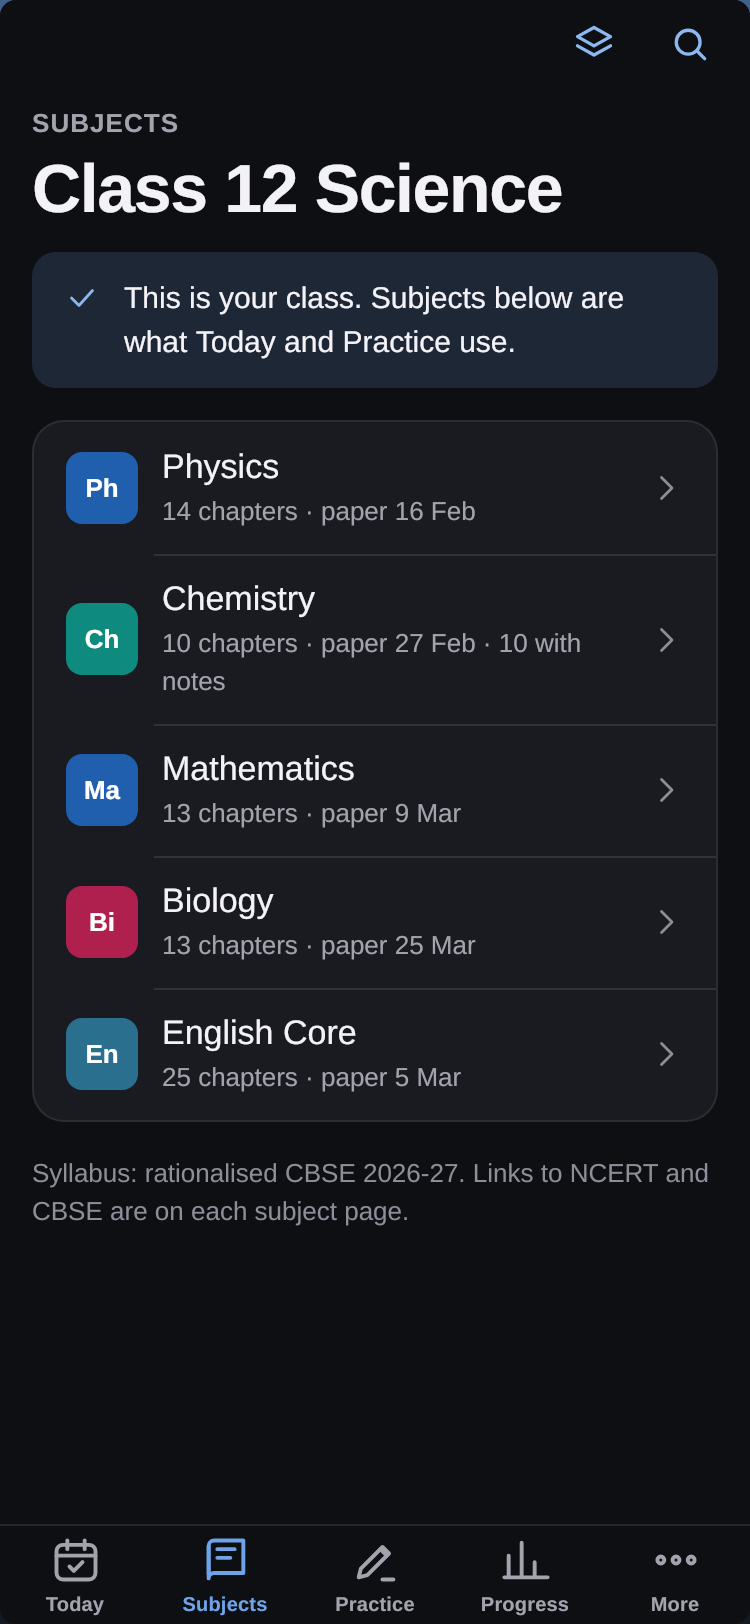 SUBJECTS
Class 12 Science
This is your class. Subjects below are
what Today and Practice use.
Ph
Physics
14 chapters · paper 16 Feb
Ch
Chemistry
10 chapters · paper 27 Feb · 10 with
notes
Ma
Mathematics
13 chapters · paper 9 Mar
Bi
Biology
13 chapters · paper 25 Mar
En
English Core
25 chapters · paper 5 Mar
Syllabus: rationalised CBSE 2026-27. Links to NCERT and
CBSE are on each subject page.
Today
Subjects
Practice
Progress
More